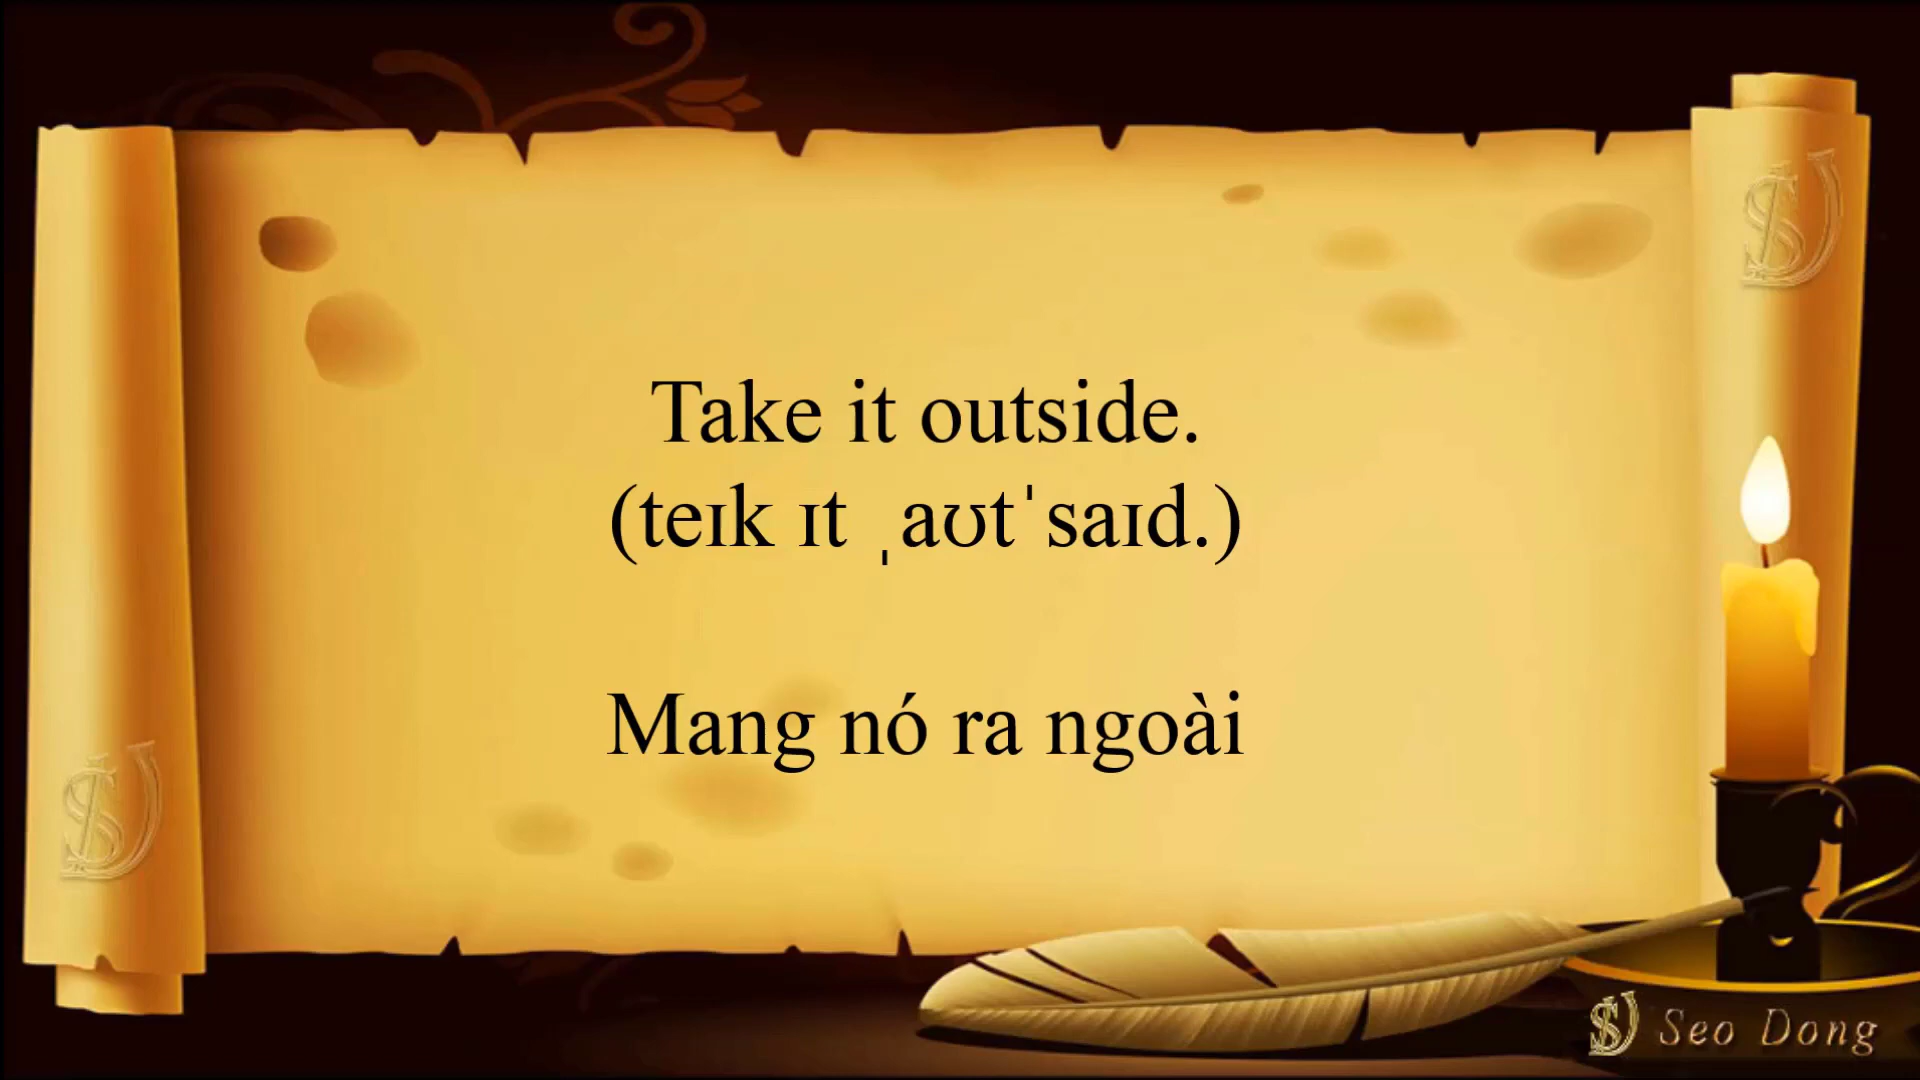 Take it outside.
(teɪk ɪt ˌaʊtˈsaɪd.)
Mang nó ra ngoài
Seo Dong